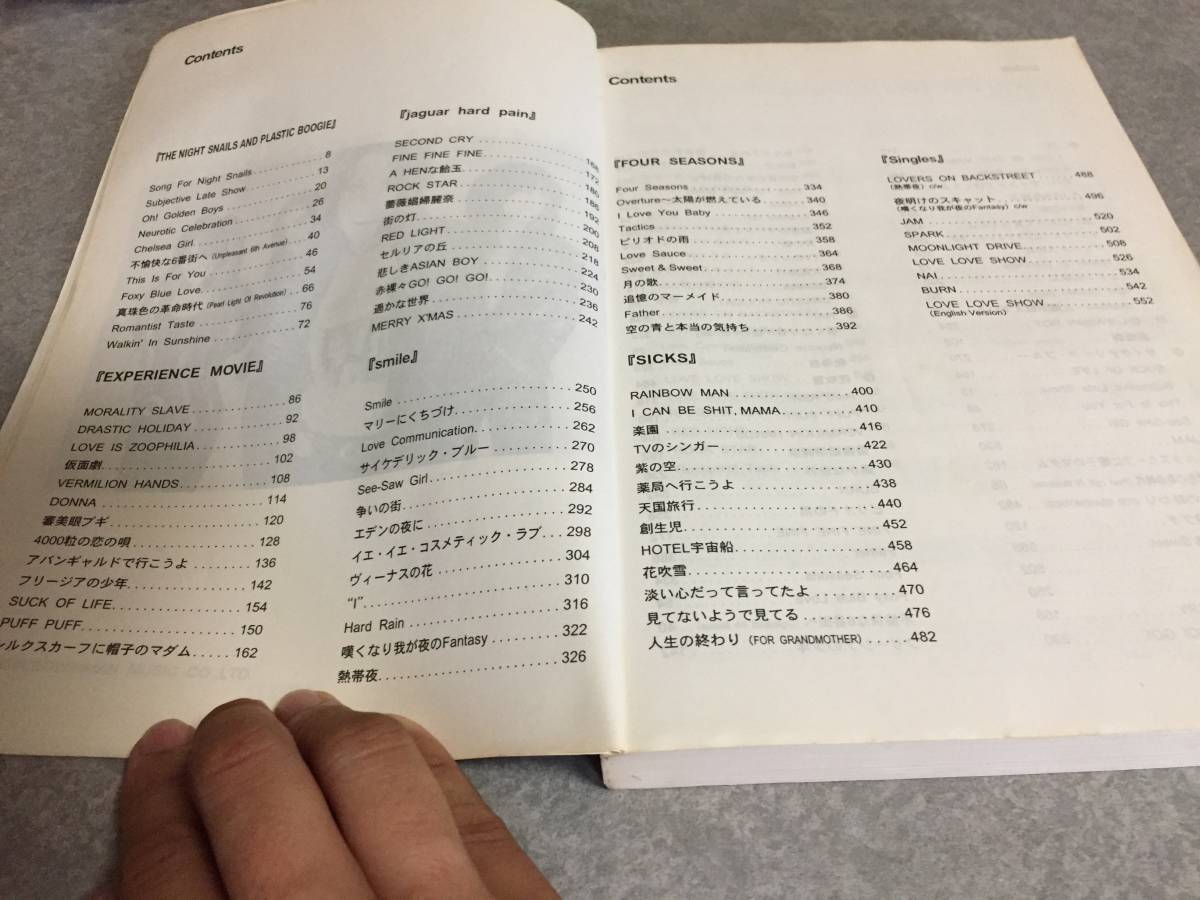 Contents
『THE NIGHT SNAILS AND PLASTIC BOOGIE』
Song For Night Snails 8
Subjective Late Show 13
Oh! Golden Boys 20
Neurotic Celebration 26
Chelsea Girl 34
不愉快な6番街へ (Unpleasant 6th Avenue) 40
This Is For You 46
Foxy Blue Love 54
真珠色の革命時代 (Pearl Light Of Revolution) 66
Romantist Taste 76
Walkin' In Sunshine 72
『EXPERIENCE MOVIE』
MORALITY SLAVE 86
DRASTIC HOLIDAY 92
LOVE IS ZOOPHILIA 98
仮面劇 102
VERMILION HANDS 108
DONNA 114
審美眼ブギ 120
4000粒の恋の唄 128
アバンギャルドで行こうよ 136
フリージアの少年 142
SUCK OF LIFE 154
PUFF PUFF 150
シルクスカーフに帽子のマダム 162
『jaguar hard pain』
SECOND CRY 168
FINE FINE FINE 172
A HENな飴玉 180
ROCK STAR 186
薔薇娼婦麗奈 192
街の灯 200
RED LIGHT 208
セルリアの丘 218
悲しきASIAN BOY 224
赤裸々GO! GO! GO! 230
遥かな世界 236
MERRY X'MAS 242
『smile』
Smile 250
マリーにくちづけ 256
Love Communication 262
サイケデリック・ブルー 270
See-Saw Girl 278
争いの街 284
エデンの夜に 292
イエ・イエ・コスメティック・ラブ 298
ヴィーナスの花 304
"I" 310
Hard Rain 316
嘆くなり我が夜のFantasy 322
熱帯夜 326
Contents
『FOUR SEASONS』
Four Seasons 334
Overture〜太陽が燃えている 340
I Love You Baby 346
Tactics 352
ピリオドの雨 358
Love Sauce 364
Sweet & Sweet 368
月の歌 374
追憶のマーメイド 380
Father 386
空の青と本当の気持ち 392
『SICKS』
RAINBOW MAN 400
I CAN BE SHIT, MAMA 410
楽園 416
TVのシンガー 422
紫の空 430
薬局へ行こうよ 438
天国旅行 440
創生児 452
HOTEL宇宙船 458
花吹雪 464
淡い心だって言ってたよ 470
見てないようで見てる 476
人生の終わり (FOR GRANDMOTHER) 482
『Singles』
LOVERS ON BACKSTREET 488
(熱帯夜) c/w
夜明けのスキャット 496
(嘆くなり我が夜のFantasy) c/w
JAM 520
SPARK 502
MOONLIGHT DRIVE 508
LOVE LOVE SHOW 526
NAI 534
BURN 542
LOVE LOVE SHOW 552
(English Version)